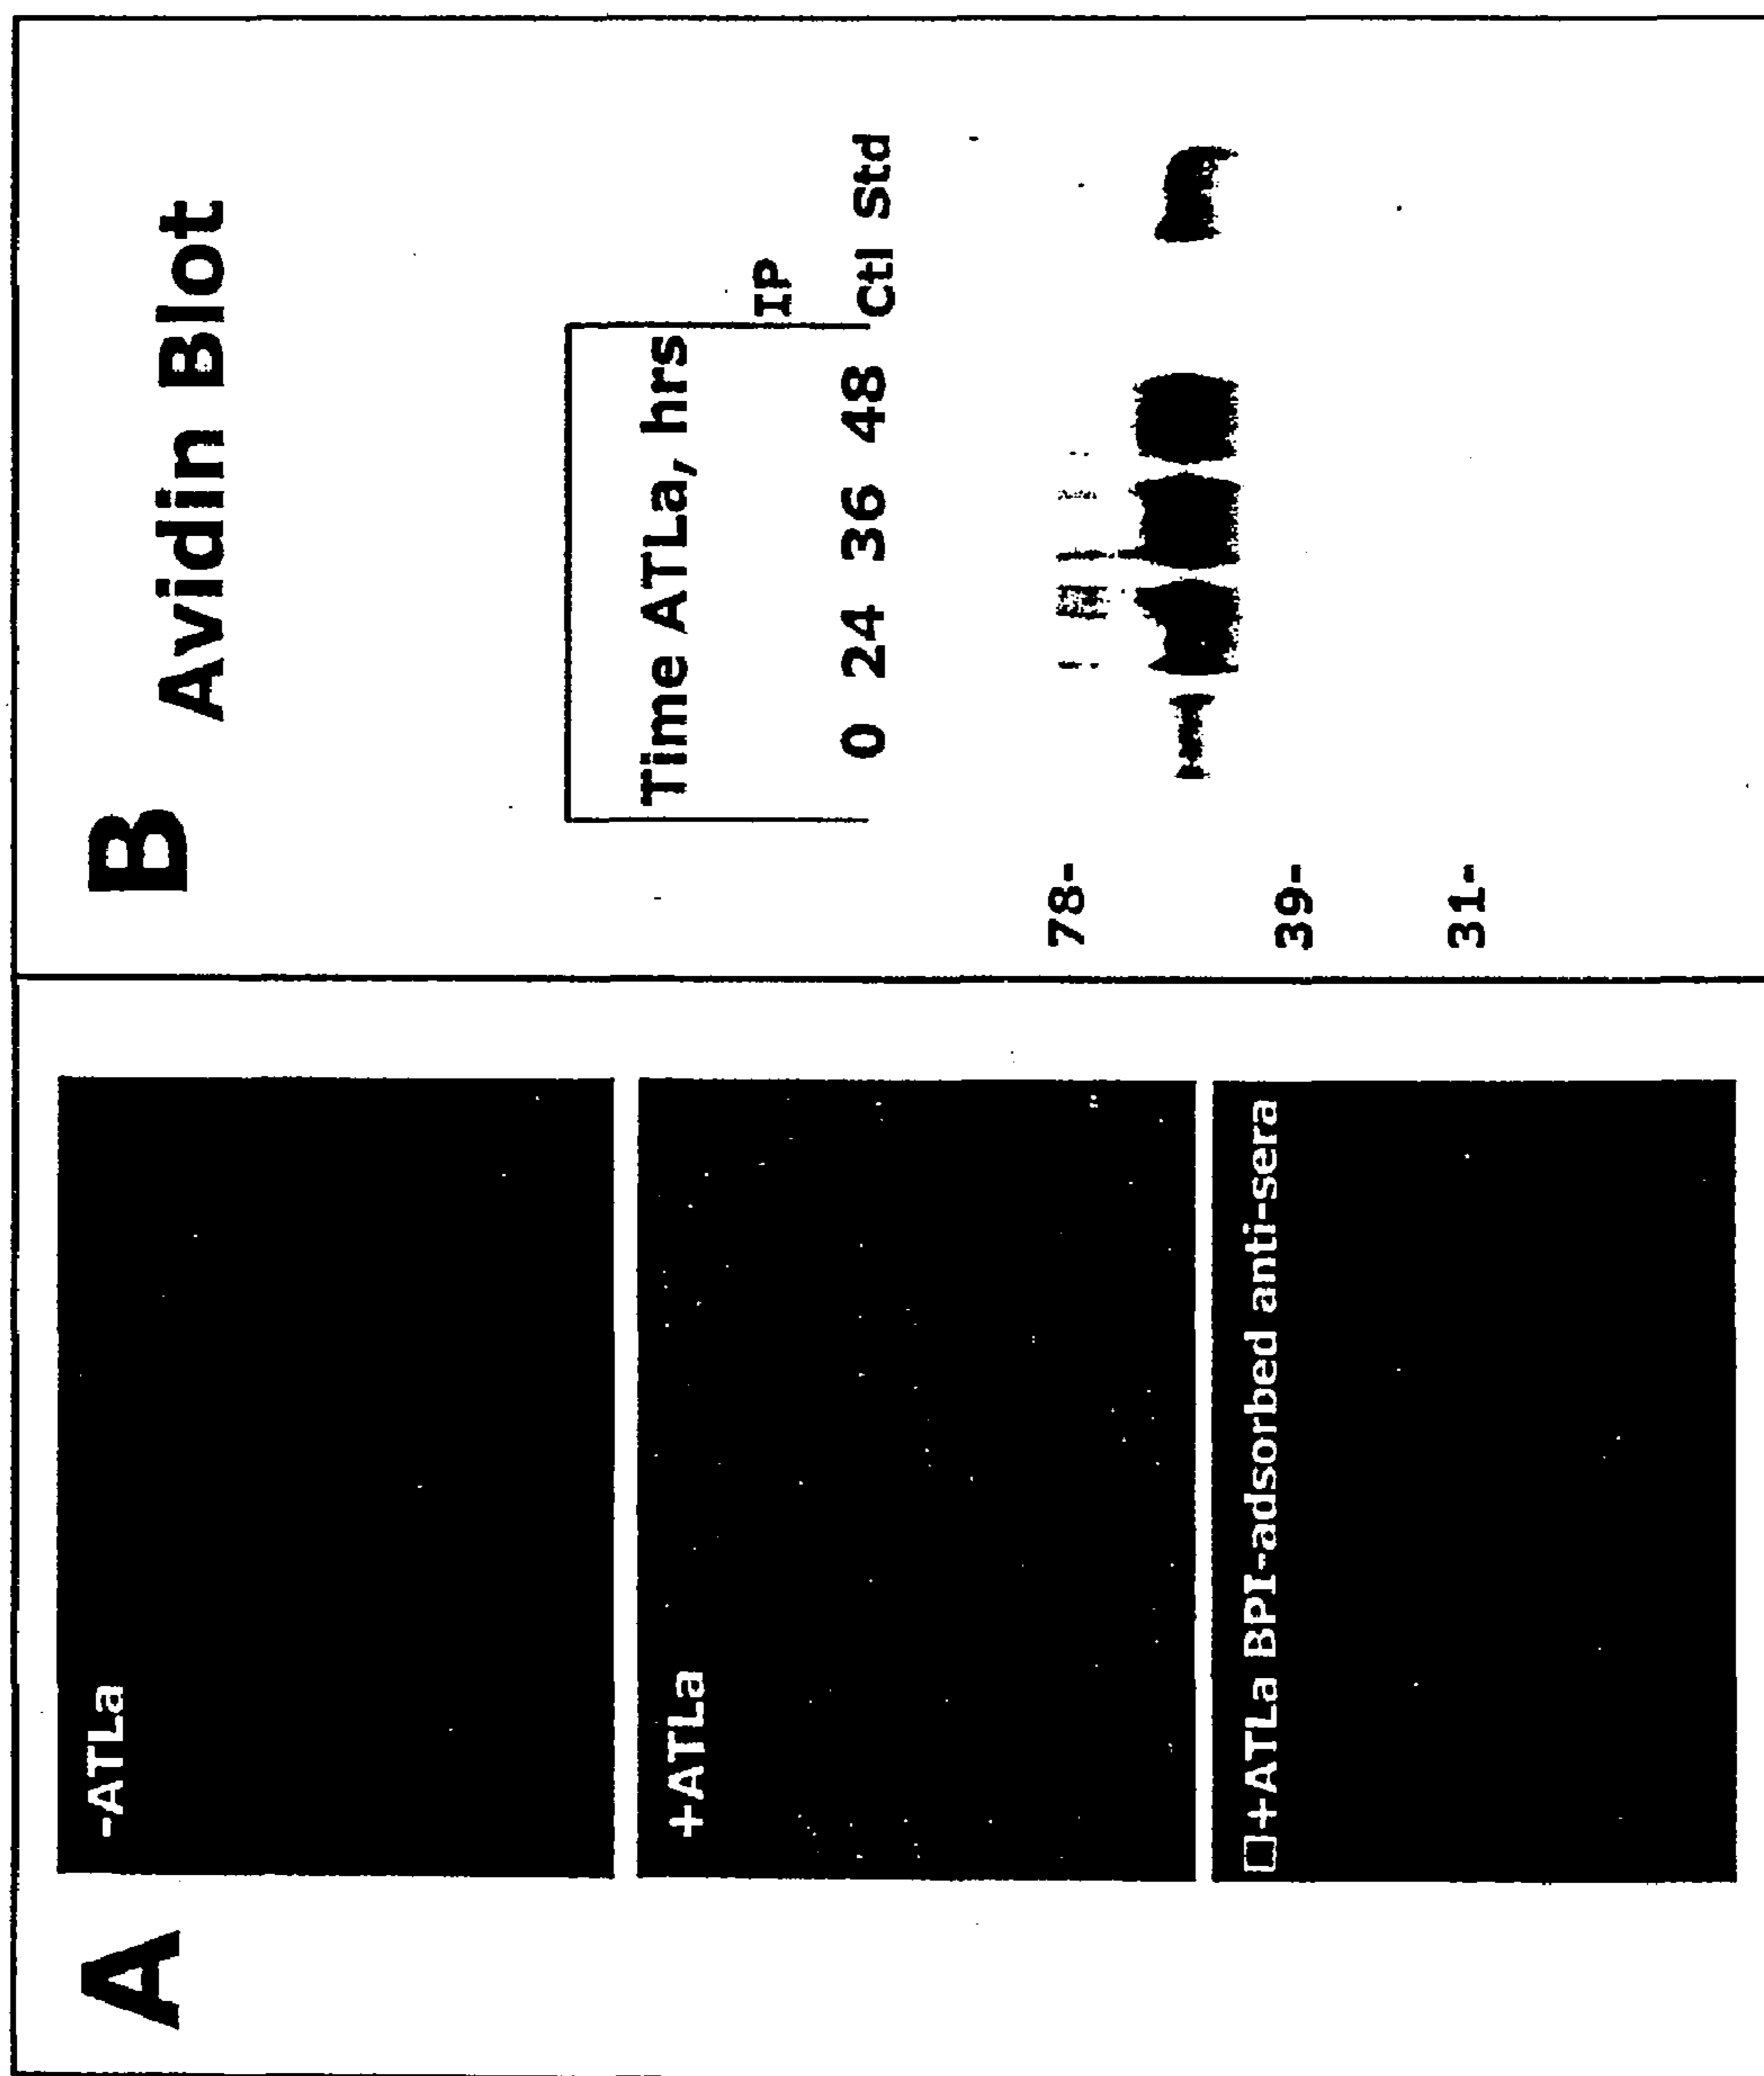 A
-ATLa
+ATLa
□+ATLa BPI-adsorbed anti-sera
B
Avidin Blot
Time ATLa, hrs
IP
0 24 36 48 Ctl Std
78-
39-
31-